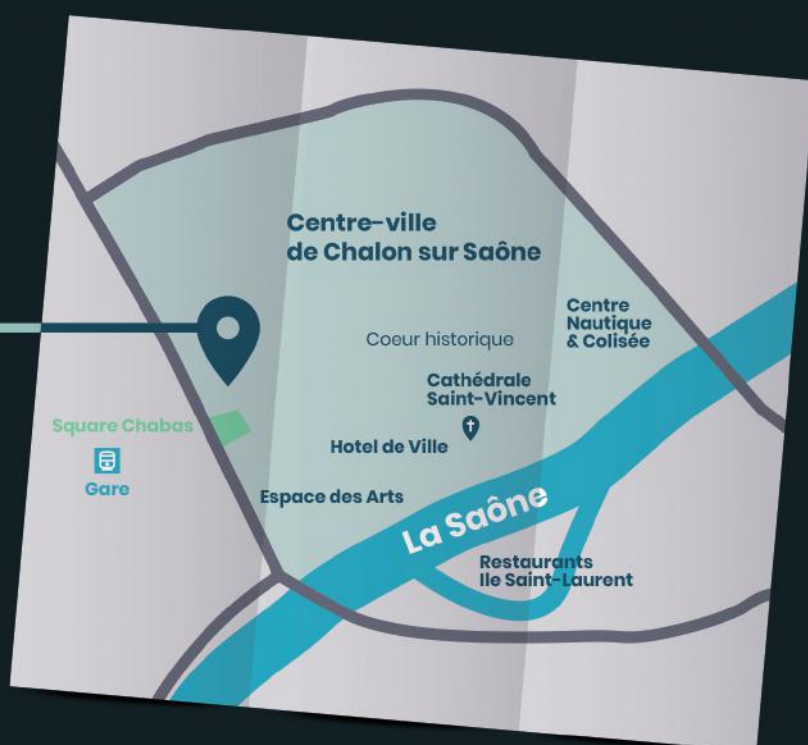 Centre-ville
de Chalon sur Saône
Centre
Nautique
& Colisée
Coeur historique
Cathédrale
Saint-Vincent
Square Chabas
Hotel de Ville
Gare
Espace des Arts
La Saône
Restaurants
Ile Saint-Laurent